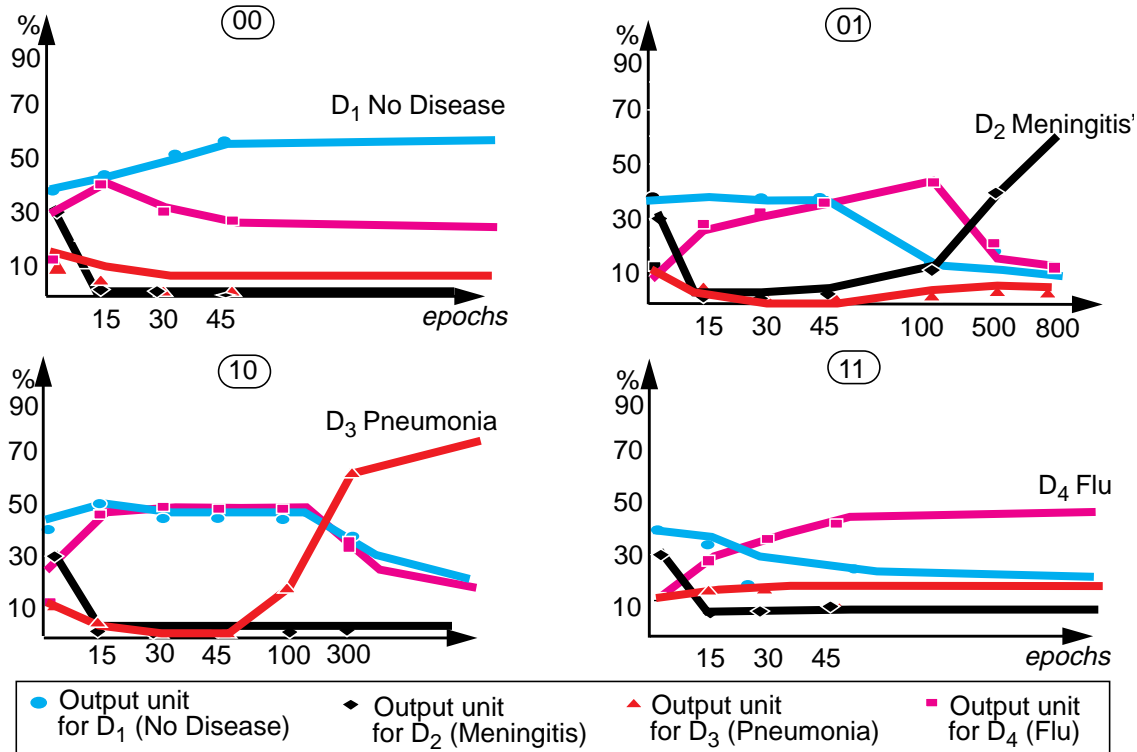 00
%
90
70
50
30
10
D1 No Disease
15 30 45 epochs
01
%
90
70
50
30
10
D2 Meningitis'
15 30 45 100 500 800
10
%
90
70
50
30
10
D3 Pneumonia
15 30 45 100 300
11
%
90
70
50
30
10
D4 Flu
15 30 45 epochs
Output unit
for D1 (No Disease)
Output unit
for D2 (Meningitis)
Output unit
for D3 (Pneumonia)
Output unit
for D4 (Flu)